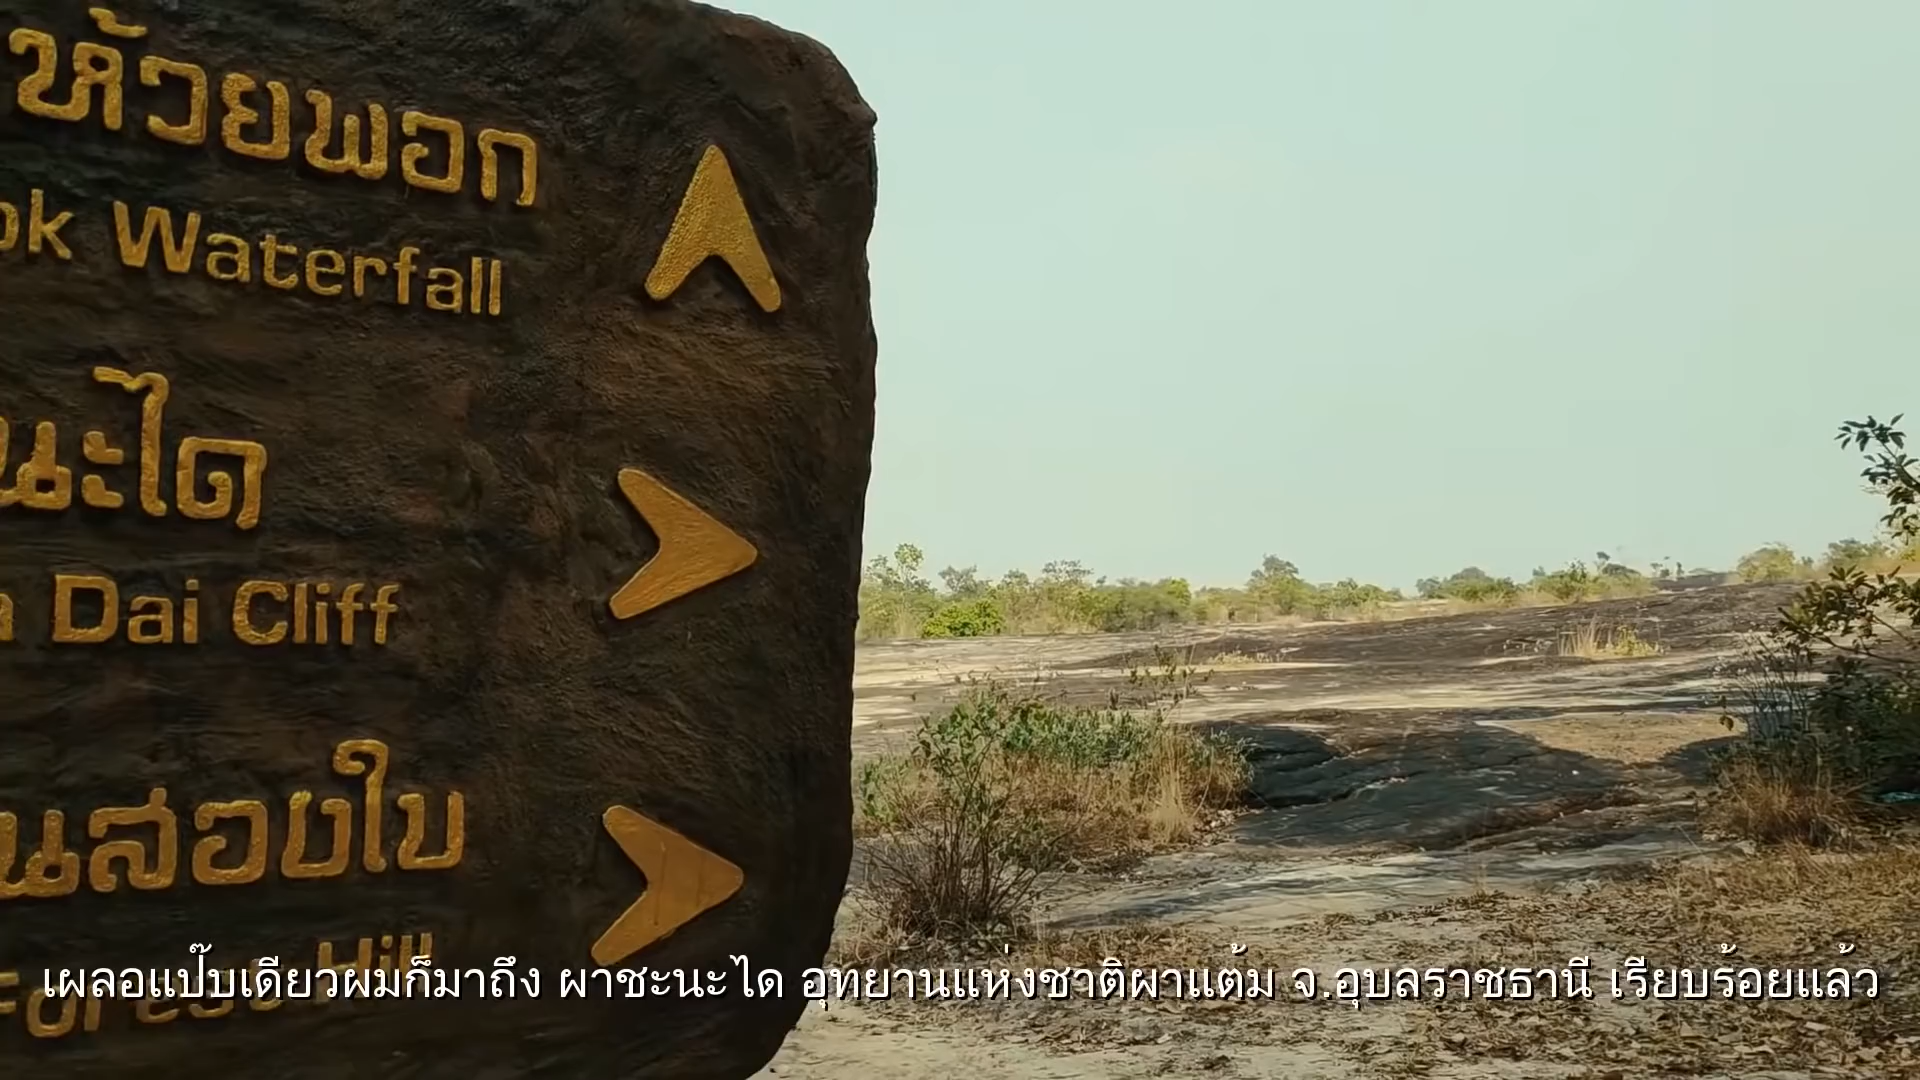 ห้วยพอก
ok Waterfall
นะได
a Dai Cliff
นสองใบ
Forest Hill
เผลอแป๊บเดียวผมก็มาถึง ผาชะนะได อุทยานแห่งชาติผาแต้ม จ.อุบลราชธานี เรียบร้อยแล้ว